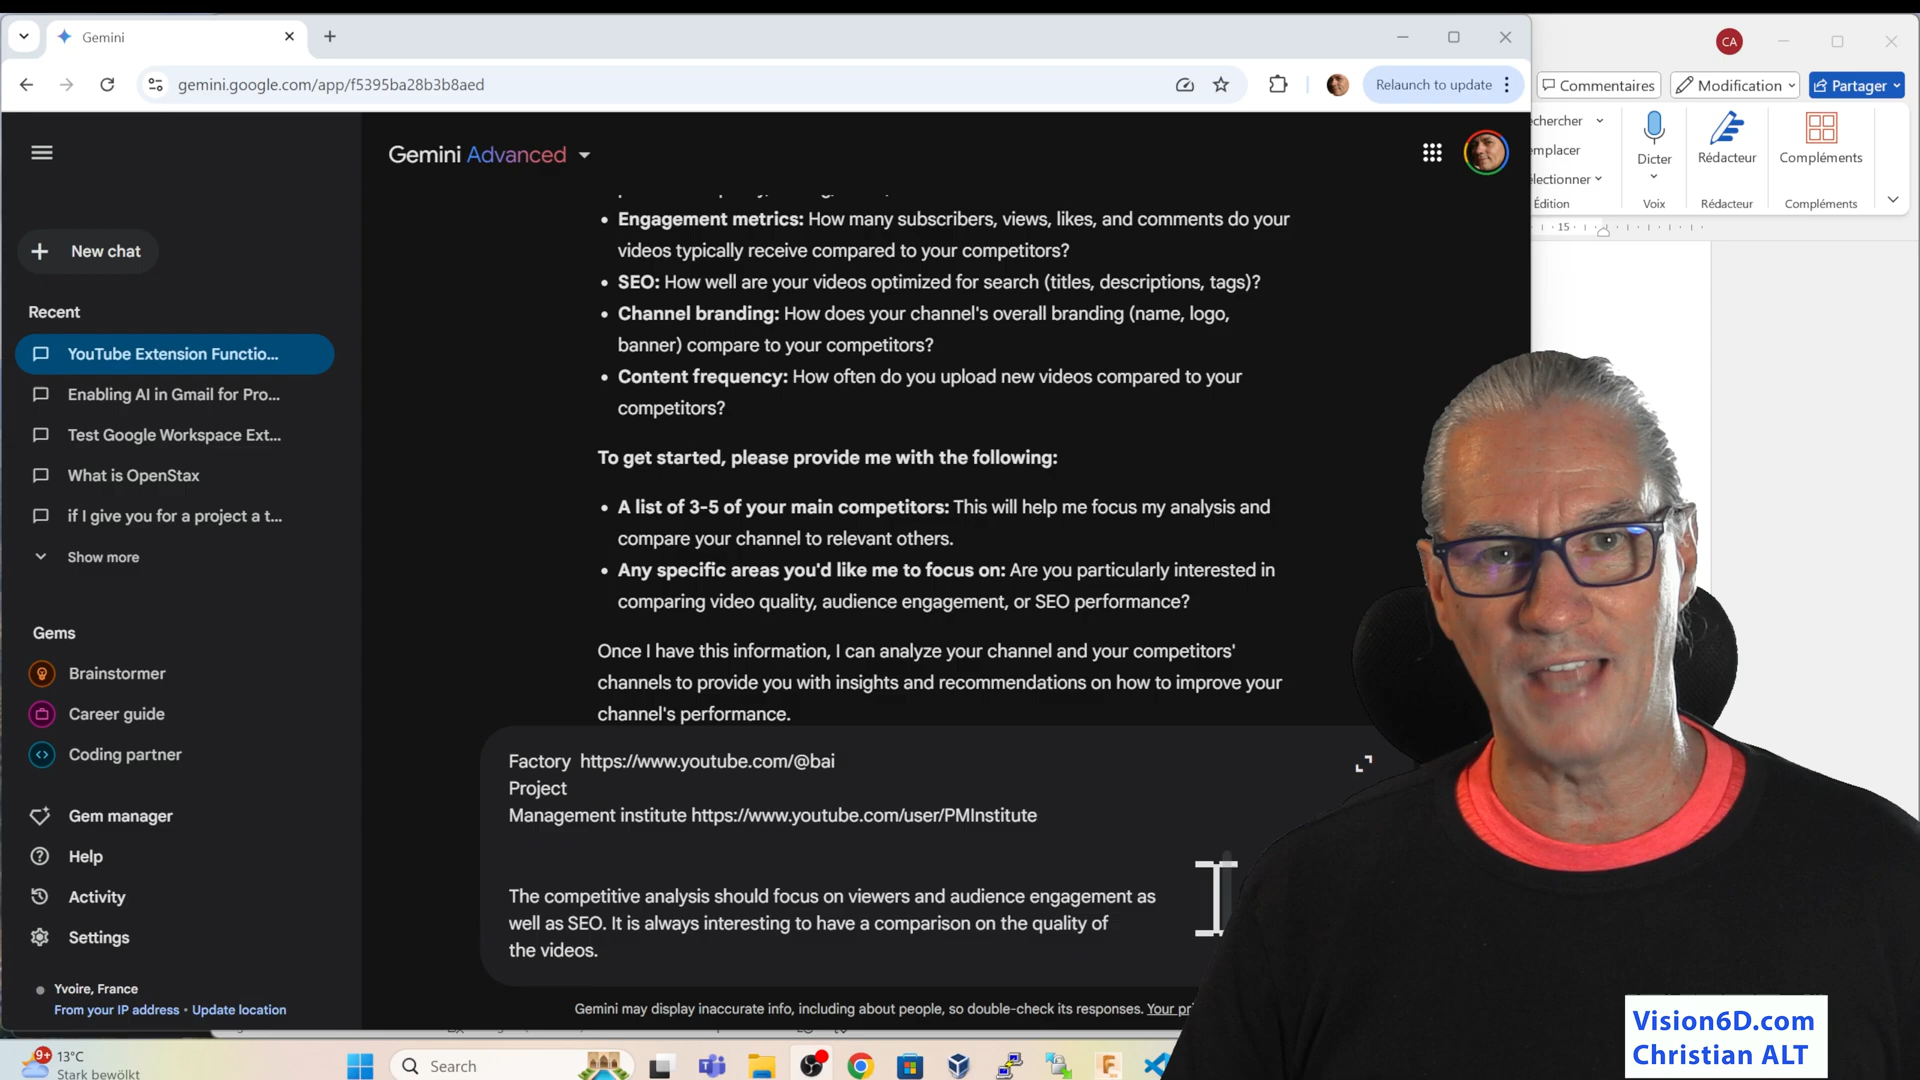 Gemini
gemini.google.com/app/f5395ba28b3b8aed
Relaunch to update
CA
Commentaires
Modification
Partager
echercher
emplacer
électionner
Édition
Dicter
Voix
Rédacteur
Rédacteur
Compléments
Compléments
15
Gemini Advanced
New chat
Recent
YouTube Extension Functio...
Enabling AI in Gmail for Pro...
Test Google Workspace Ext...
What is OpenStax
if I give you for a project a t...
Show more
Gems
Brainstormer
Career guide
Coding partner
Gem manager
Help
Activity
Settings
Yvoire, France
From your IP address • Update location
• Engagement metrics: How many subscribers, views, likes, and comments do your
videos typically receive compared to your competitors?
• SEO: How well are your videos optimized for search (titles, descriptions, tags)?
• Channel branding: How does your channel's overall branding (name, logo,
banner) compare to your competitors?
• Content frequency: How often do you upload new videos compared to your
competitors?
To get started, please provide me with the following:
• A list of 3-5 of your main competitors: This will help me focus my analysis and
compare your channel to relevant others.
• Any specific areas you'd like me to focus on: Are you particularly interested in
comparing video quality, audience engagement, or SEO performance?
Once I have this information, I can analyze your channel and your competitors'
channels to provide you with insights and recommendations on how to improve your
channel's performance.
Factory https://www.youtube.com/@bai
Project
Management institute https://www.youtube.com/user/PMInstitute
The competitive analysis should focus on viewers and audience engagement as
well as SEO. It is always interesting to have a comparison on the quality of
the videos.
Gemini may display inaccurate info, including about people, so double-check its responses. Your pri
Vision6D.com
Christian ALT
9+
13°C
Stark bewölkt
Search